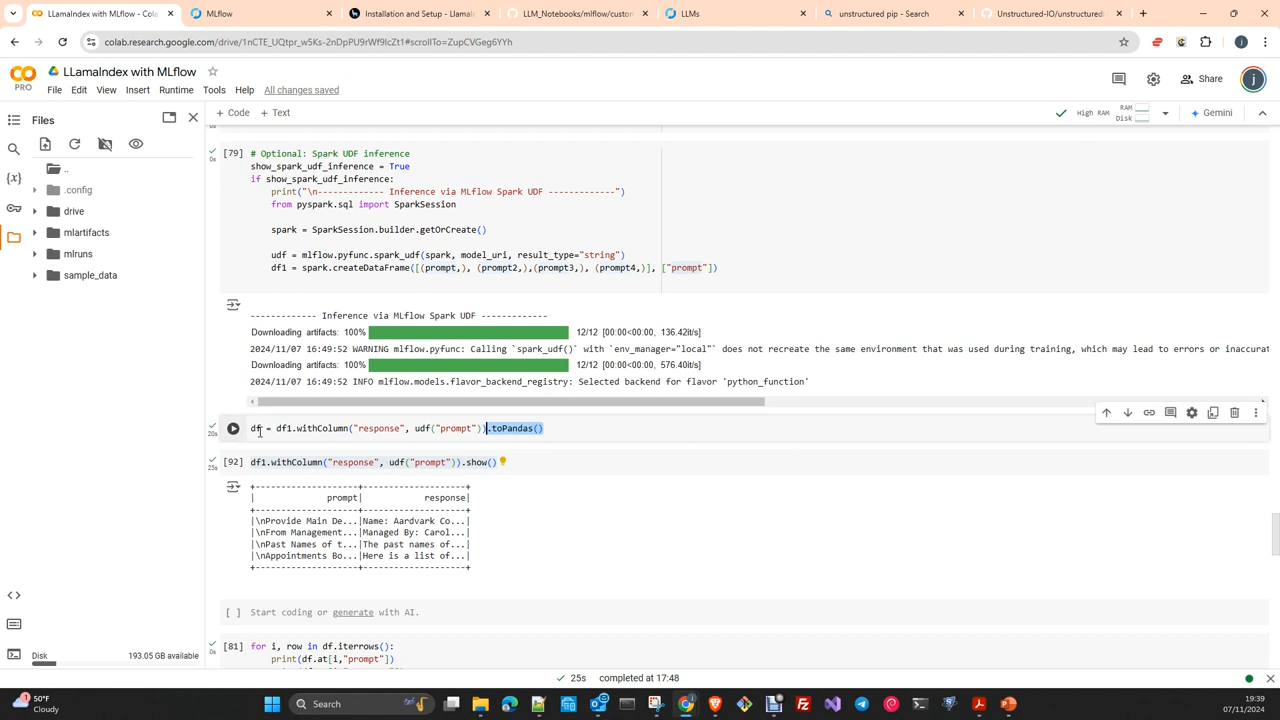 LLamaIndex with MLflow - Cola
MLflow
Installation and Setup - LlamaI
LLM_Notebooks/mlflow/custom
LLMs
unstructured pip - Search
Unstructured-IO/unstructured
colab.research.google.com/drive/1nCTE_UQtpr_w5Ks-2nDpPU9rWf9IcZt1#scrollTo=ZupCVGeg6YYh
CO
PRO
LLamaIndex with MLflow
File Edit View Insert Runtime Tools Help All changes saved
Share
Files
+ Code + Text
High RAM
RAM
Disk
Gemini
..
.config
drive
mlartifacts
mlruns
sample_data
0s
[79]
0s
# Optional: Spark UDF inference
show_spark_udf_inference = True
if show_spark_udf_inference:
print("\n------------- Inference via MLflow Spark UDF -------------")
from pyspark.sql import SparkSession
spark = SparkSession.builder.getOrCreate()
udf = mlflow.pyfunc.spark_udf(spark, model_uri, result_type="string")
df1 = spark.createDataFrame([(prompt,), (prompt2,),(prompt3,), (prompt4,)], ["prompt"])
------------- Inference via MLflow Spark UDF -------------
Downloading artifacts: 100% 12/12 [00:00<00:00, 136.42it/s]
2024/11/07 16:49:52 WARNING mlflow.pyfunc: Calling `spark_udf()` with `env_manager="local"` does not recreate the same environment that was used during training, which may lead to errors or inaccurat
Downloading artifacts: 100% 12/12 [00:00<00:00, 576.40it/s]
2024/11/07 16:49:52 INFO mlflow.models.flavor_backend_registry: Selected backend for flavor 'python_function'
20s
df = df1.withColumn("response", udf("prompt")).toPandas()
[92]
25s
df1.withColumn("response", udf("prompt")).show()
+--------------------+--------------------+
| prompt| response|
+--------------------+--------------------+
|\nProvide Main De...|Name: Aardvark Co...|
|\nFrom Management...|Managed By: Carol...|
|\nPast Names of t...|The past names of...|
|\nAppointments Bo...|Here is a list of...|
+--------------------+--------------------+
[ ] Start coding or generate with AI.
[81]
0s
for i, row in df.iterrows():
print(df.at[i,"prompt"])
Disk 193.05 GB available
25s completed at 17:48
50°F
Cloudy
Search
19:39
07/11/2024